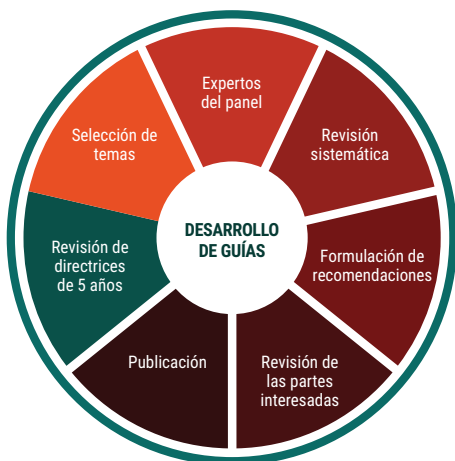 Expertos
del panel
Revisión
sistemática
Formulación de
recomendaciones
Revisión de
las partes
interesadas
Publicación
Revisión de
directrices
de 5 años
Selección de
temas
DESARROLLO
DE GUÍAS